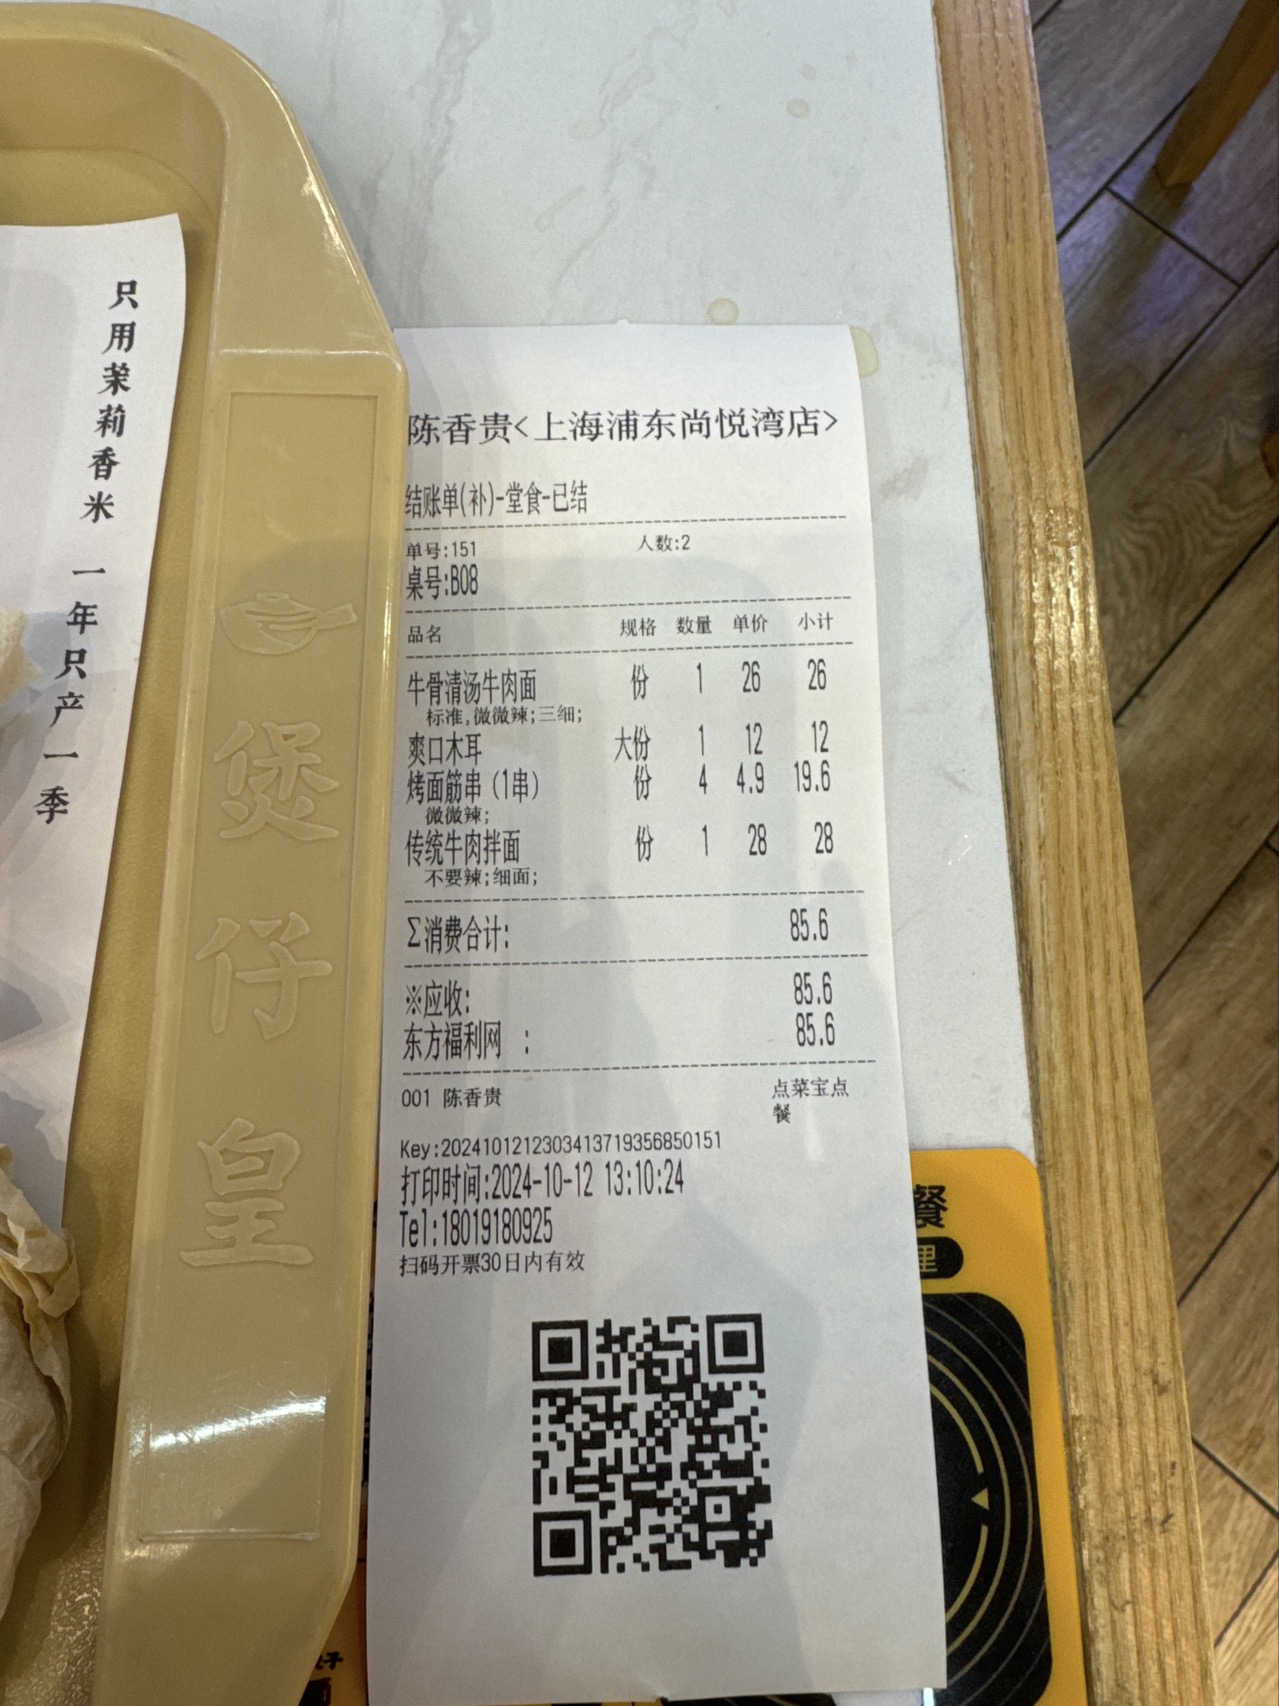 只用茉莉香米 一年只产一季
煲仔皇
陈香贵<上海浦东尚悦湾店>
结账单(补)-堂食-已结
单号:151 人数:2
桌号:B08
品名 规格 数量 单价 小计
牛骨清汤牛肉面 份 1 26 26
标准,微微辣;三细;
爽口木耳 大份 1 12 12
烤面筋串（1串） 份 4 4.9 19.6
微微辣;
传统牛肉拌面 份 1 28 28
不要辣;细面;
Σ消费合计: 85.6
※应收: 85.6
东方福利网 : 85.6
001 陈香贵 点菜宝点
餐
Key:2024101212303413719356850151
打印时间:2024-10-12 13:10:24
Tel:18019180925
扫码开票30日内有效
餐
里